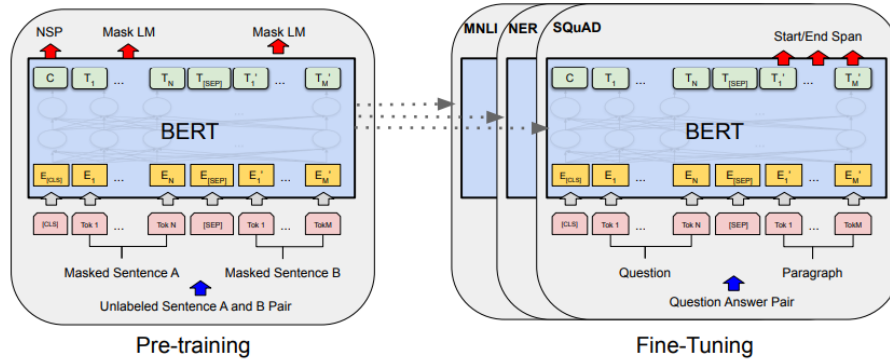 NSP Mask LM Mask LM
C T1 ... TN T[SEP] T1' ... TM'
BERT
E[CLS] E1 ... EN E[SEP] E1' ... EM'
[CLS] Tok 1 ... Tok N [SEP] Tok 1 ... TokM
Masked Sentence A Masked Sentence B
Unlabeled Sentence A and B Pair
Pre-training
MNLI NER SQuAD
Start/End Span
C T1 ... TN T[SEP] T1' ... TM'
BERT
E[CLS] E1 ... EN E[SEP] E1' ... EM'
[CLS] Tok 1 ... Tok N [SEP] Tok 1 ... TokM
Question Paragraph
Question Answer Pair
Fine-Tuning